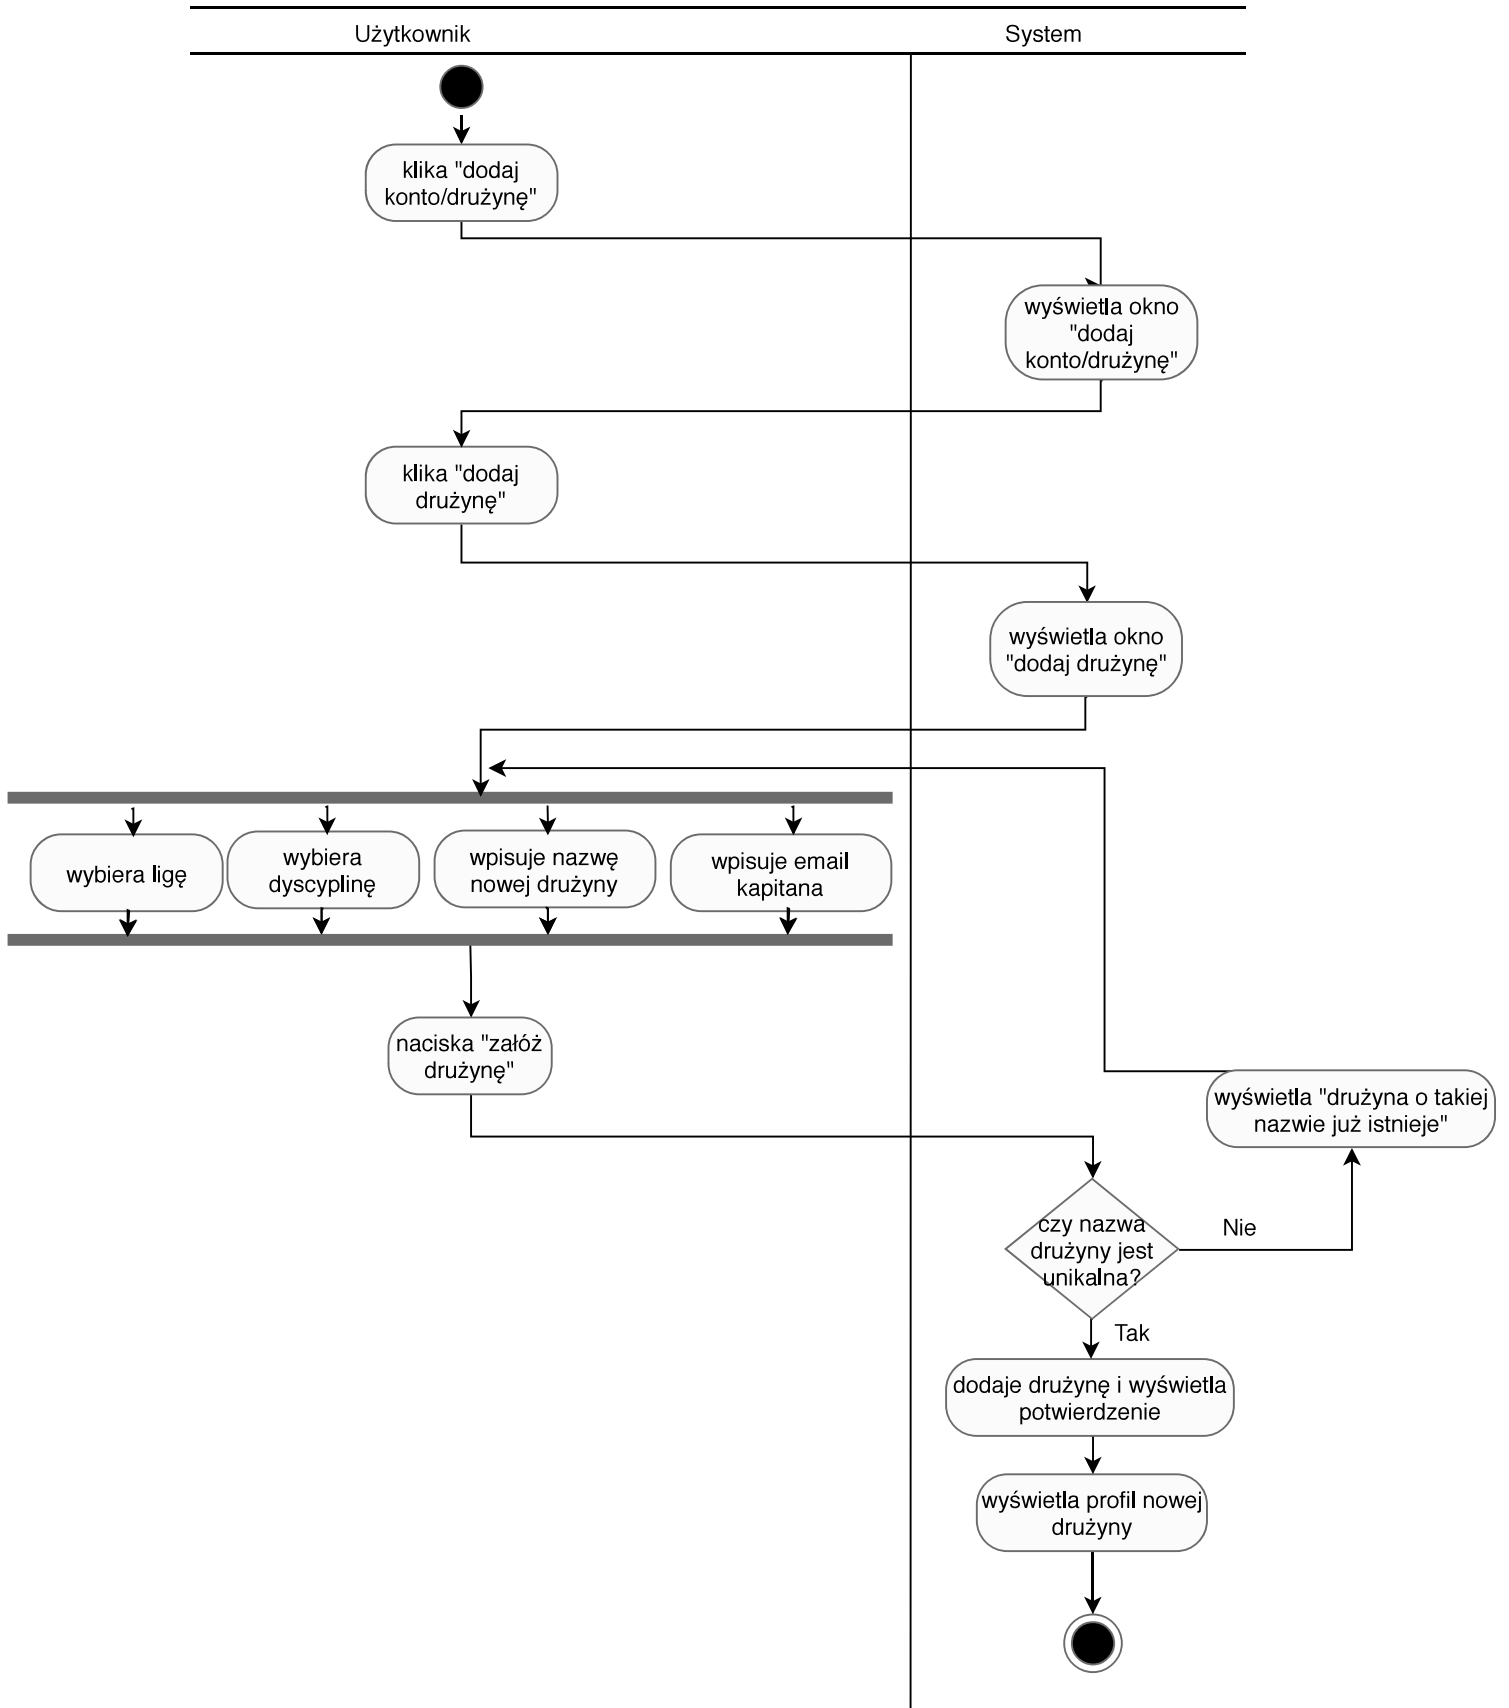 Użytkownik
System
klika "dodaj
konto/drużynę"
wyświetla okno
"dodaj
konto/drużynę"
klika "dodaj
drużynę"
wyświetla okno
"dodaj drużynę"
wybiera ligę
wybiera
dyscyplinę
wpisuje nazwę
nowej drużyny
wpisuje email
kapitana
naciska "załóż
drużynę"
wyświetla "drużyna o takiej
nazwie już istnieje"
czy nazwa
drużyny jest
unikalna?
Nie
Tak
dodaje drużynę i wyświetla
potwierdzenie
wyświetla profil nowej
drużyny